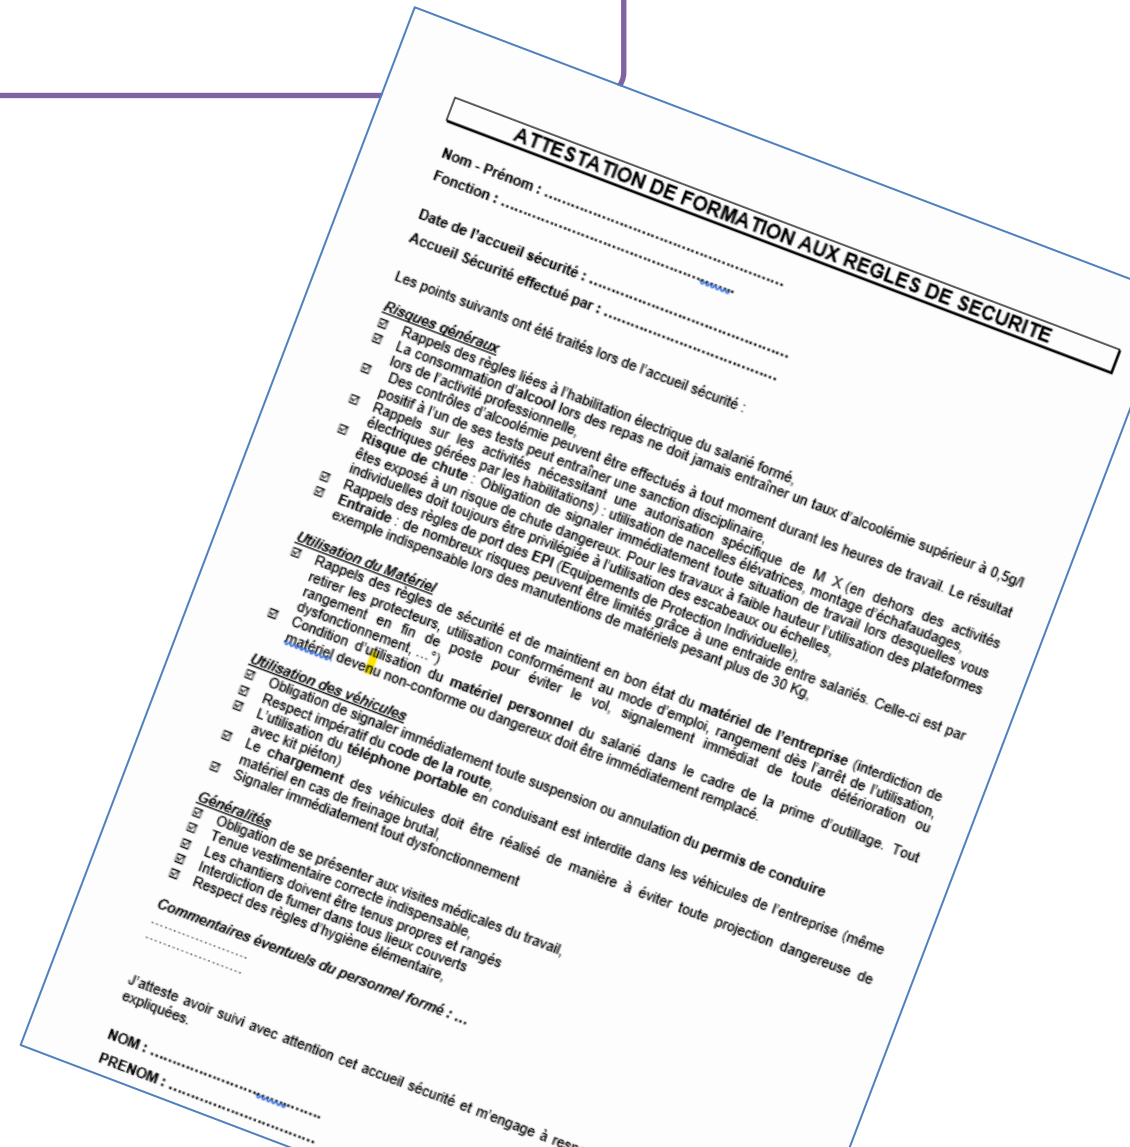 ATTESTATION DE FORMATION AUX REGLES DE SECURITE
Nom - Prénom : ......................................................
Fonction : ......................................................
Date de l'accueil sécurité : .............................................
Accueil Sécurité effectué par : ........................................
Les points suivants ont été traités lors de l'accueil sécurité :
Risques généraux
☑ Rappels des règles liées à l'habilitation électrique du salarié formé,
☑ La consommation d'alcool lors des repas ne doit jamais entraîner un taux d'alcoolémie supérieur à 0,5g/l
lors de l'activité professionnelle,
☑ Des contrôles d'alcoolémie peuvent être effectués à tout moment durant les heures de travail. Le résultat
positif à l'un de ses tests peut entraîner une sanction disciplinaire,
☑ Rappels sur les activités nécessitant une autorisation spécifique de M X (en dehors des activités
électriques gérées par les habilitations) : utilisation de nacelles élévatrices, montage d'échafaudages,
☑ Risque de chute : Obligation de signaler immédiatement toute situation de travail lors desquelles vous
êtes exposé à un risque de chute dangereux. Pour les travaux à faible hauteur l'utilisation des plateformes
individuelles doit toujours être privilégiée à l'utilisation des escabeaux ou échelles,
☑ Rappels des règles de port des EPI (Equipements de Protection Individuelle),
☑ Entraide : de nombreux risques peuvent être limités grâce à une entraide entre salariés. Celle-ci est par
exemple indispensable lors des manutentions de matériels pesant plus de 30 Kg,
Utilisation du Matériel
☑ Rappels des règles de sécurité et de maintient en bon état du matériel de l'entreprise (interdiction de
retirer les protecteurs, utilisation conformément au mode d'emploi, rangement dès l'arrêt de l'utilisation,
rangement en fin de poste pour éviter le vol, signalement immédiat de toute détérioration ou
dysfonctionnement, ...")
☑ Condition d'utilisation du matériel personnel du salarié dans le cadre de la prime d'outillage. Tout
matériel devenu non-conforme ou dangereux doit être immédiatement remplacé.
Utilisation des véhicules
☑ Obligation de signaler immédiatement toute suspension ou annulation du permis de conduire
☑ Respect impératif du code de la route,
☑ L'utilisation du téléphone portable en conduisant est interdite dans les véhicules de l'entreprise (même
avec kit piéton)
☑ Le chargement des véhicules doit être réalisé de manière à éviter toute projection dangereuse de
matériel en cas de freinage brutal,
☑ Signaler immédiatement tout dysfonctionnement
Généralités
☑ Obligation de se présenter aux visites médicales du travail,
☑ Tenue vestimentaire correcte indispensable,
☑ Les chantiers doivent être tenus propres et rangés
☑ Interdiction de fumer dans tous lieux couverts
☑ Respect des règles d'hygiène élémentaire,
Commentaires éventuels du personnel formé : ...
........................
........................
J'atteste avoir suivi avec attention cet accueil sécurité et m'engage à
expliquées.
NOM : ........................................
PRENOM : ........................................